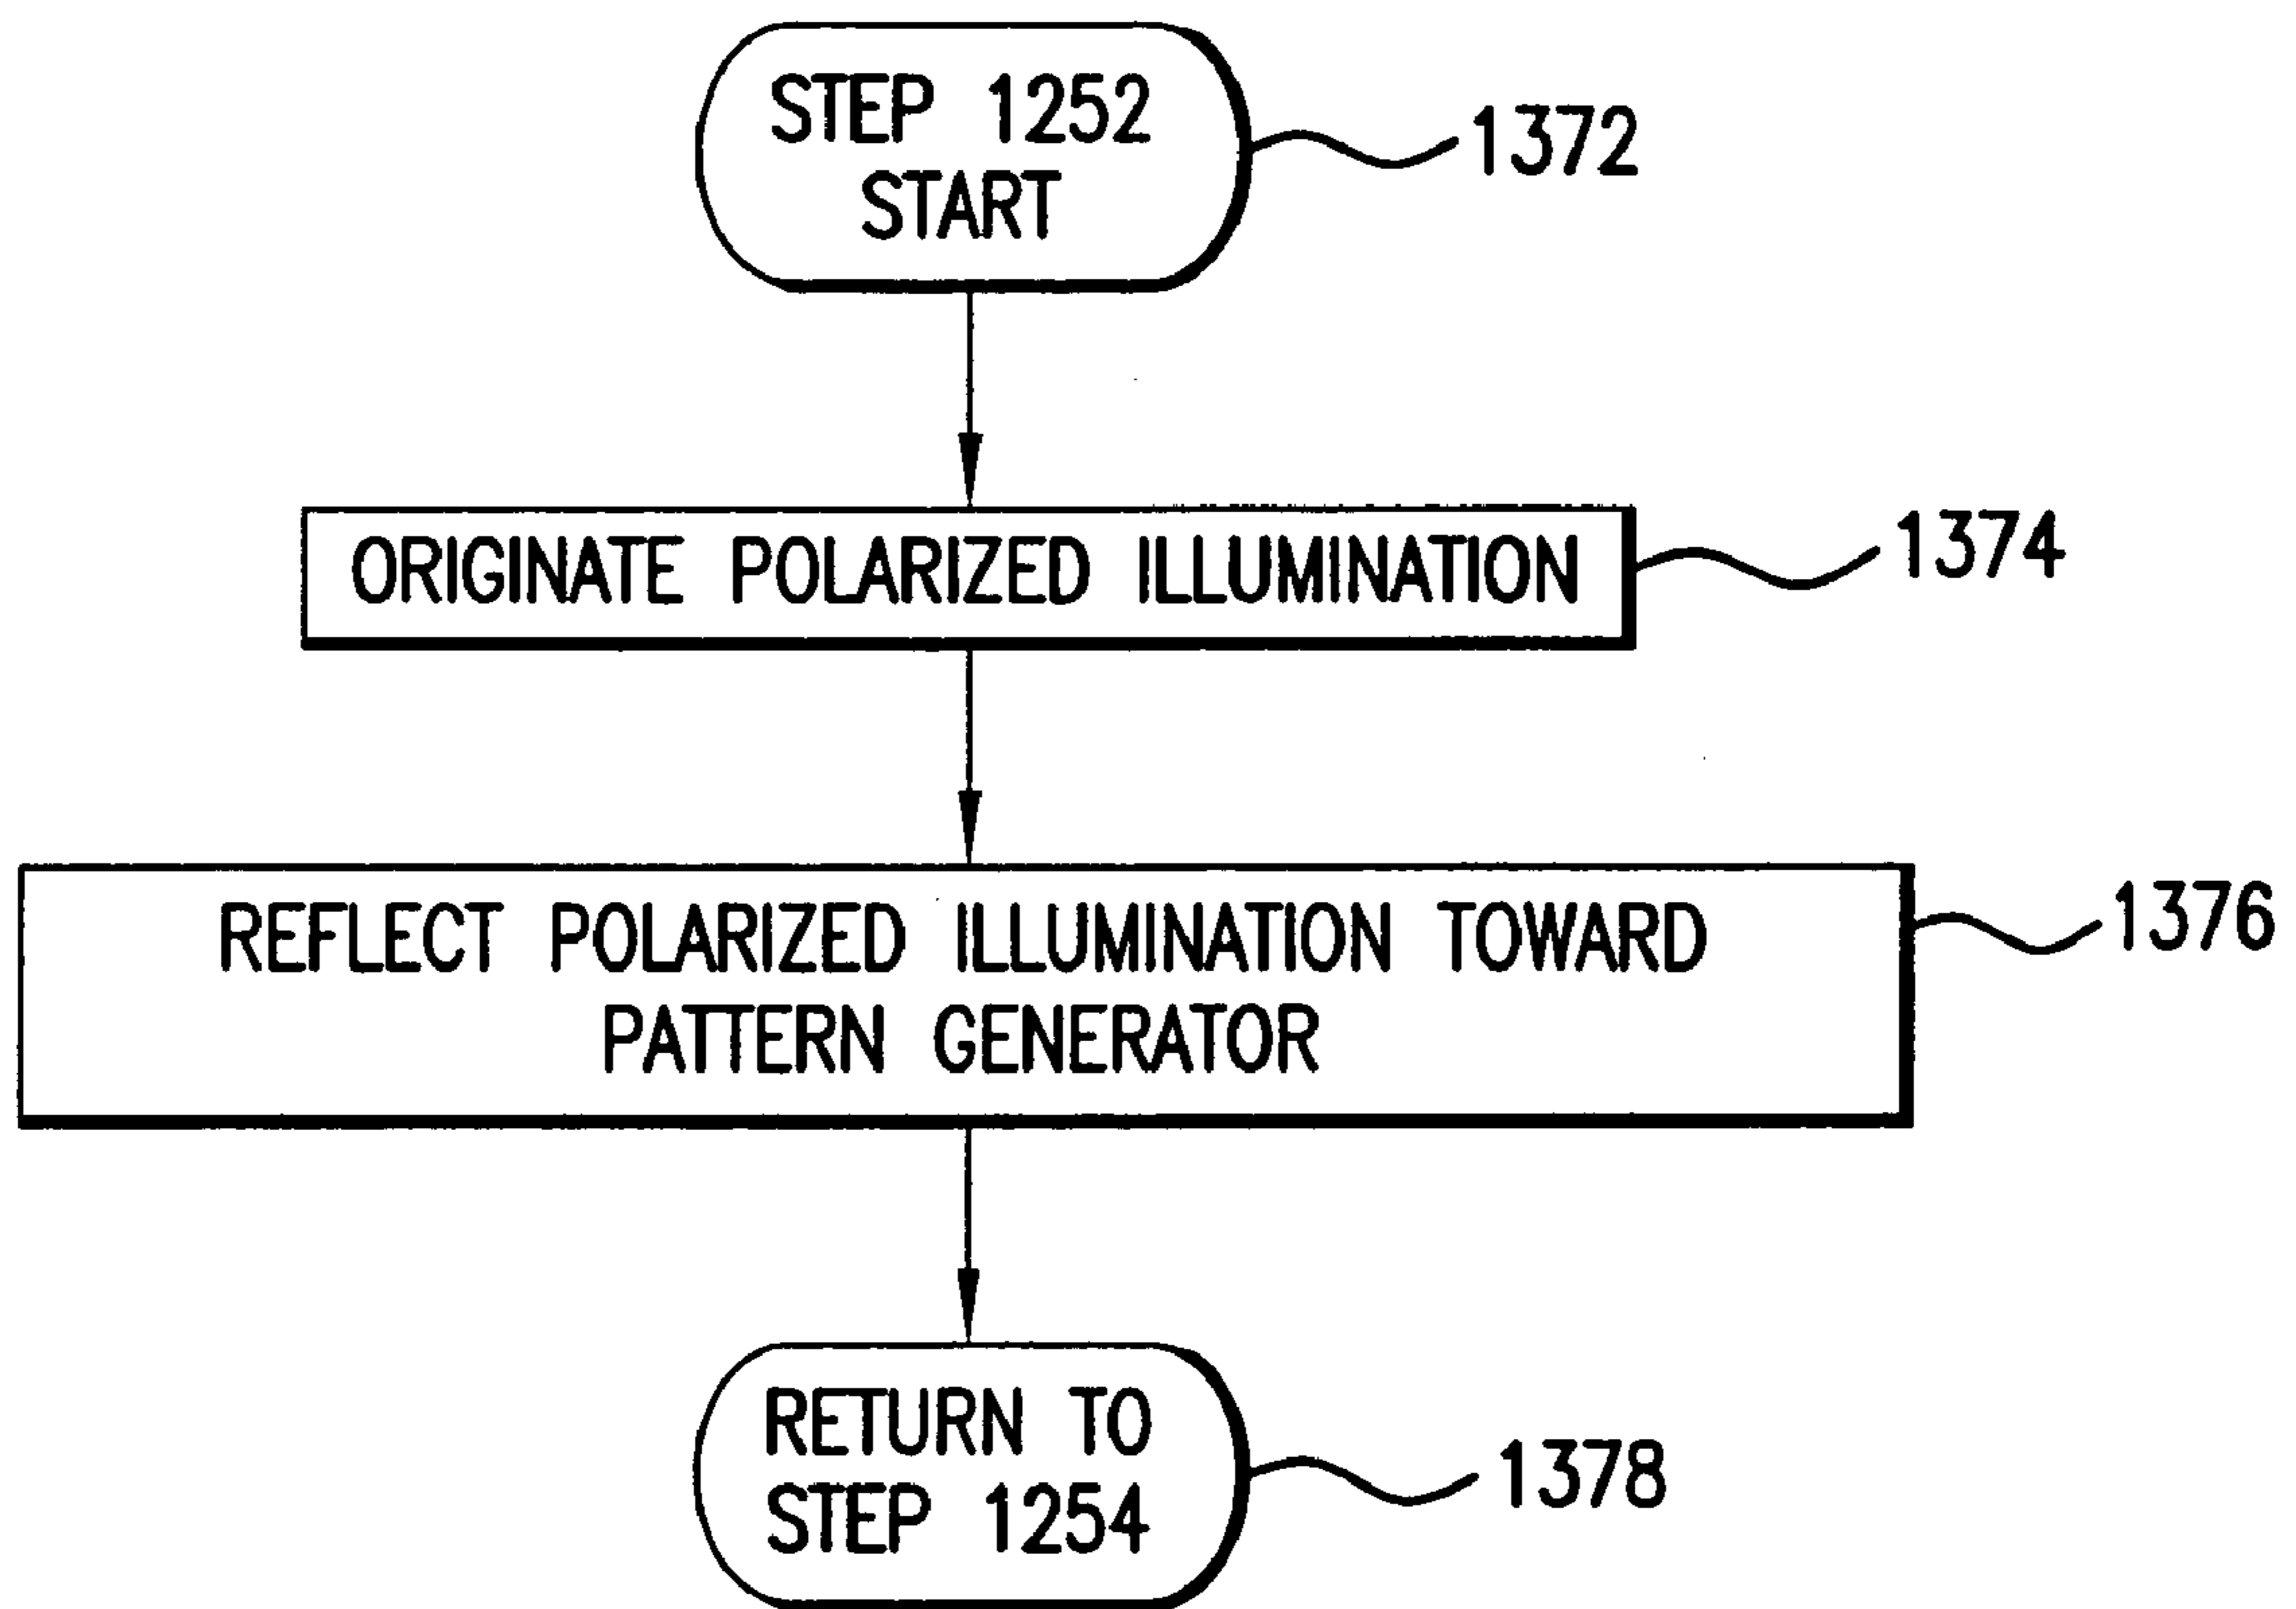 STEP 1252
START
1372
ORIGINATE POLARIZED ILLUMINATION
1374
REFLECT POLARIZED ILLUMINATION TOWARD
PATTERN GENERATOR
1376
RETURN TO
STEP 1254
1378